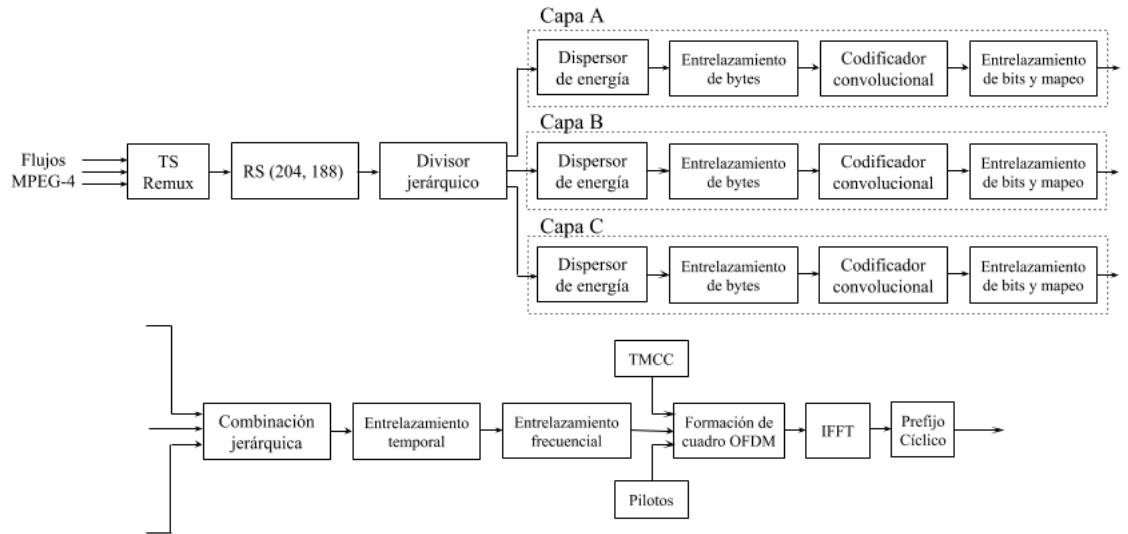 Capa A
Dispersor
de energía
Entrelazamiento
de bytes
Codificador
convolucional
Entrelazamiento
de bits y mapeo
Flujos
MPEG-4
TS
Remux
RS (204, 188)
Divisor
jerárquico
Capa B
Dispersor
de energía
Entrelazamiento
de bytes
Codificador
convolucional
Entrelazamiento
de bits y mapeo
Capa C
Dispersor
de energía
Entrelazamiento
de bytes
Codificador
convolucional
Entrelazamiento
de bits y mapeo
Combinación
jerárquica
Entrelazamiento
temporal
Entrelazamiento
frecuencial
TMCC
Formación de
cuadro OFDM
Pilotos
IFFT
Prefijo
Cíclico